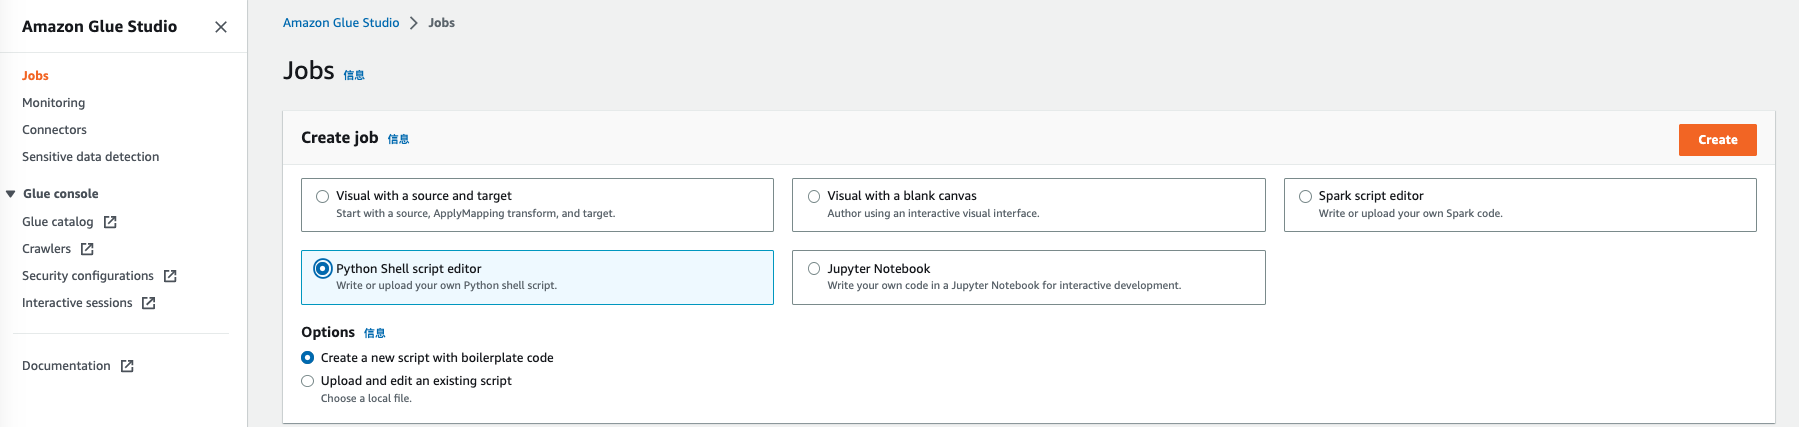 Amazon Glue Studio
Jobs
Monitoring
Connectors
Sensitive data detection
Glue console
Glue catalog
Crawlers
Security configurations
Interactive sessions
Documentation
Amazon Glue Studio > Jobs
Jobs 信息
Create job 信息
Create
Visual with a source and target
Start with a source, ApplyMapping transform, and target.
Visual with a blank canvas
Author using an interactive visual interface.
Spark script editor
Write or upload your own Spark code.
Python Shell script editor
Write or upload your own Python shell script.
Jupyter Notebook
Write your own code in a Jupyter Notebook for interactive development.
Options 信息
Create a new script with boilerplate code
Upload and edit an existing script
Choose a local file.